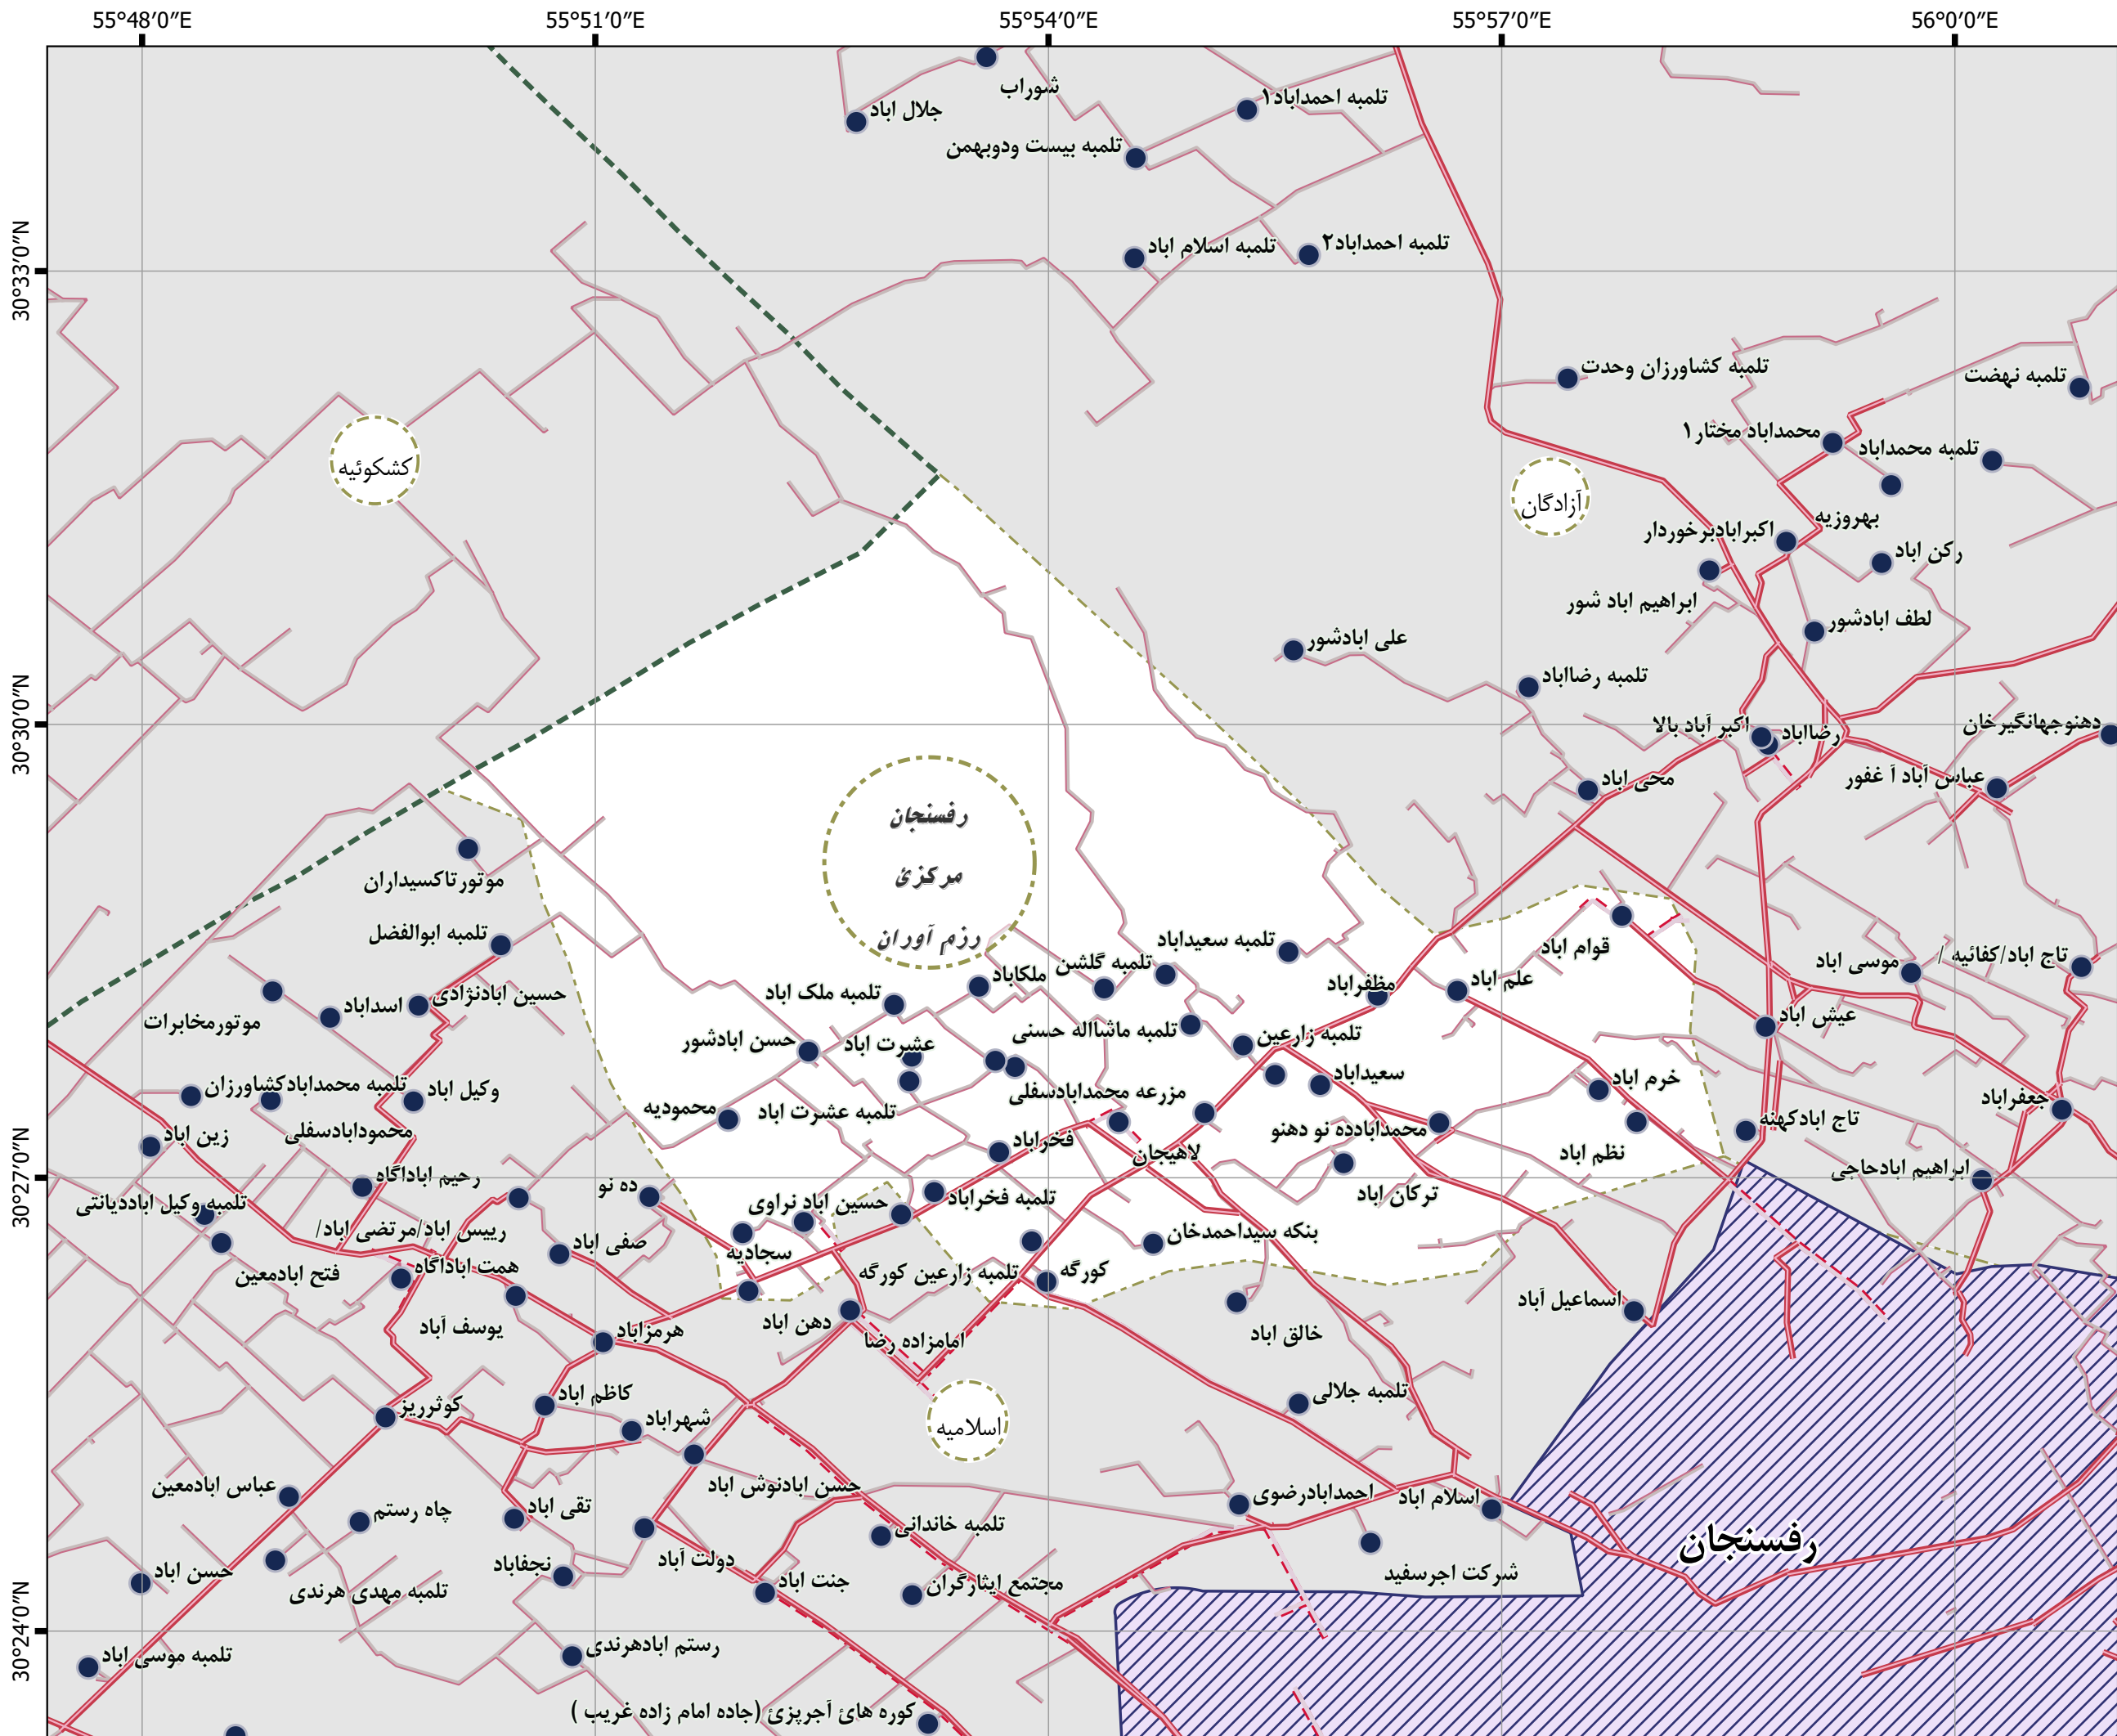 55°48′0″E
55°51′0″E
55°54′0″E
55°57′0″E
56°0′0″E
شوراب
جلال اباد
تلمبه احمداباد۱
تلمبه بیست ودوبهمن
30°33′0″N
تلمبه اسلام اباد
تلمبه احمداباد۲
تلمبه کشاورزان وحدت
تلمبه نهضت
محمداباد مختار۱
تلمبه محمداباد
کشکوئیه
آزادگان
بهروزیه
اکبرابادبرخوردار
رکن اباد
ابراهیم اباد شور
لطف ابادشور
علی ابادشور
تلمبه رضااباد
30°30′0″N
اکبر آباد بالا
رضااباد
دهنوجهانگیرخان
محی اباد
عباس آباد آ غفور
رفسنجان
مرکزئ
رزم آوران
موتورتاکسیداران
تلمبه ابوالفضل
تلمبه سعیداباد
قوام اباد
موسی اباد
تاج اباد/کفائیه /
تلمبه گلشن
ملکاباد
تلمبه ملک اباد
مظفراباد
علم اباد
حسین ابادنژادی
اسداباد
موتورمخابرات
تلمبه ماشااله حسنی
تلمبه زارعین
عیش اباد
حسن ابادشور
عشرت اباد
سعیداباد
خرم اباد
تلمبه محمدابادکشاورزان
وکیل اباد
مزرعه محمدابادسفلی
جعفراباد
محمودیه
تلمبه عشرت اباد
محمدابادده نو دهنو
تاج ابادکهنه
زین اباد
محمودابادسفلی
فخراباد
لاهیجان
نظم اباد
ابراهیم ابادحاجی
30°27′0″N
رحیم اباداگاه
ده نو
ترکان اباد
تلمبه وکیل اباددیانتی
حسین اباد نراوی
تلمبه فخراباد
رییس اباد/مرتضی اباد/
صفی اباد
سجادیه
بنکه سیداحمدخان
فتح ابادمعین
همت اباداگاه
تلمبه زارعین کورگه
کورگه
اسماعیل آباد
یوسف آباد
هرمزاباد
دهن اباد
امامزاده رضا
خالق اباد
کاظم اباد
تلمبه جلالی
کوثرریز
شهراباد
اسلامیه
عباس ابادمعین
حسن ابادنوش اباد
احمدابادرضوی
اسلام اباد
چاه رستم
تقی اباد
تلمبه خاندانی
رفسنجان
حسن اباد
تلمبه مهدی هرندی
نجفاباد
دولت آباد
جنت اباد
مجتمع ایثارگران
شرکت اجرسفید
30°24′0″N
تلمبه موسی اباد
رستم ابادهرندی
کوره هائ آجرپزئ (جاده امام زاده غریب )